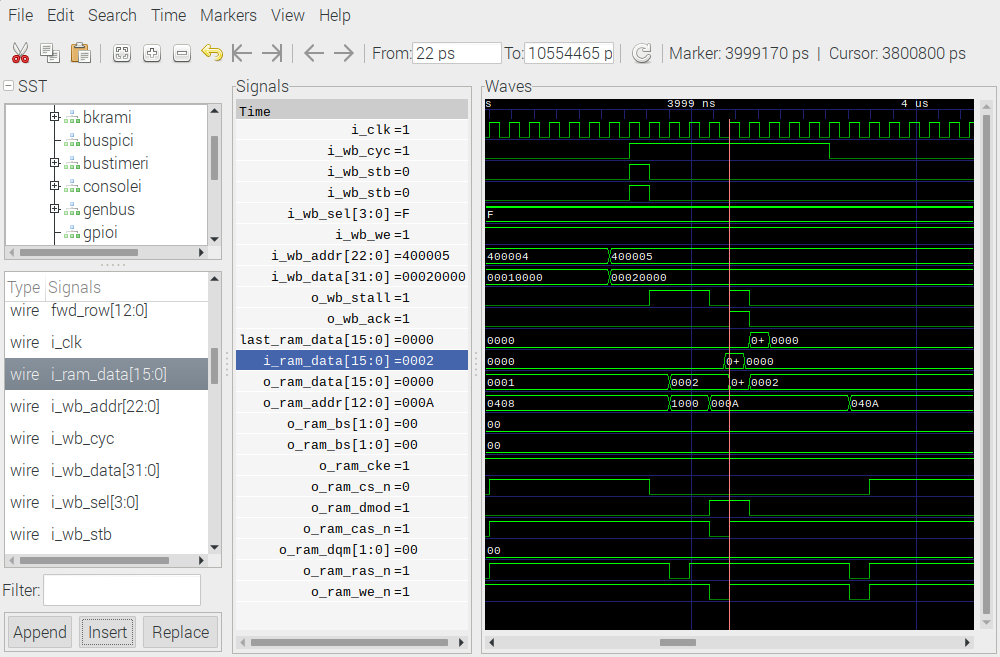 File Edit Search Time Markers View Help
From: 22 ps To: 10554465 p Marker: 3999170 ps | Cursor: 3800800 ps
SST
bkrami
buspici
bustimeri
consolei
genbus
gpioi
Type Signals
wire fwd_row[12:0]
wire i_clk
wire i_ram_data[15:0]
wire i_wb_addr[22:0]
wire i_wb_cyc
wire i_wb_data[31:0]
wire i_wb_sel[3:0]
wire i_wb_stb
Filter:
Append Insert Replace
Signals
Time
i_clk =1
i_wb_cyc =1
i_wb_stb =0
i_wb_stb =0
i_wb_sel[3:0] =F
i_wb_we =1
i_wb_addr[22:0] =400005
i_wb_data[31:0] =00020000
o_wb_stall =1
o_wb_ack =1
last_ram_data[15:0] =0000
i_ram_data[15:0] =0002
o_ram_data[15:0] =0000
o_ram_addr[12:0] =000A
o_ram_bs[1:0] =00
o_ram_bs[1:0] =00
o_ram_cke =1
o_ram_cs_n =0
o_ram_dmod =1
o_ram_cas_n =1
o_ram_dqm[1:0] =00
o_ram_ras_n =1
o_ram_we_n =1
Waves
s 3999 ns 4 us
F
400004 400005
00010000 00020000
0000 0+ 0000
0000 0+ 0000
0001 0002 0+ 0002
0408 1000 000A 040A
00
00
00